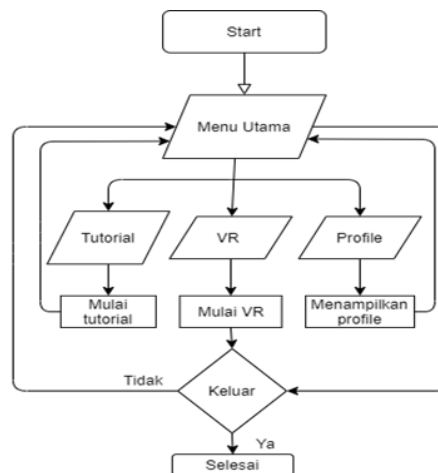 Start
Menu Utama
Tutorial
VR
Profile
Mulai
tutorial
Mulai VR
Menampilkan
profile
Tidak
Keluar
Ya
Selesai